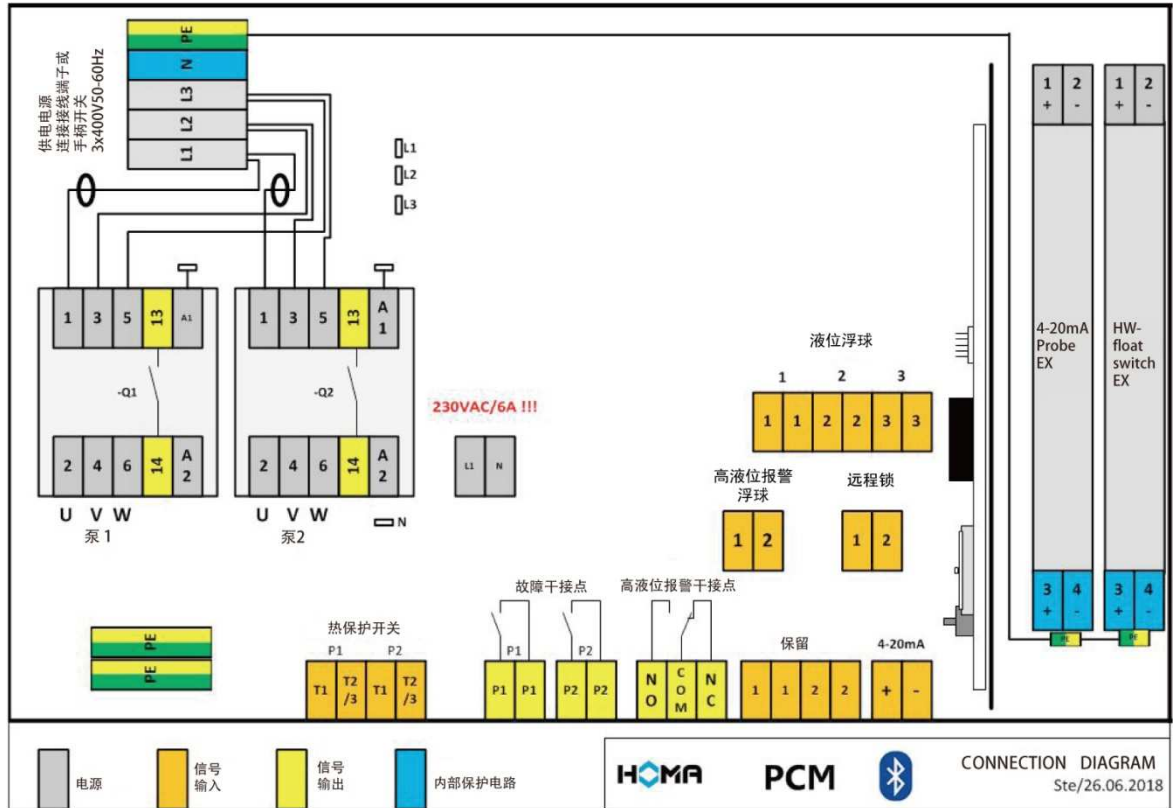 供电电源
连接接线端子或
手柄开关
3x400V50-60Hz
PE
N
L3
L2
L1
L1
L2
L3
1 3 5 13 A1
-Q1
2 4 6 14 A2
U V W
泵 1
1 3 5 13 A1
-Q2
2 4 6 14 A2
U V W
泵2
N
230VAC/6A !!!
L1 N
液位浮球
1 2 3
1 1 2 2 3 3
高液位报警
浮球
1 2
远程锁
1 2
1 2
+ -
4-20mA
Probe
EX
3 4
+ -
PE
1 2
+ -
HW-
float
switch
EX
3 4
+ -
PE
PE
PE
热保护开关
P1 P2
T1 T2/3 T1 T2/3
故障干接点
P1 P2
P1 P1 P2 P2
高液位报警干接点
NO COM NC
保留
1 1 2 2
4-20mA
+ -
电源
信号
输入
信号
输出
内部保护电路
HOMA
PCM
CONNECTION DIAGRAM
Ste/26.06.2018